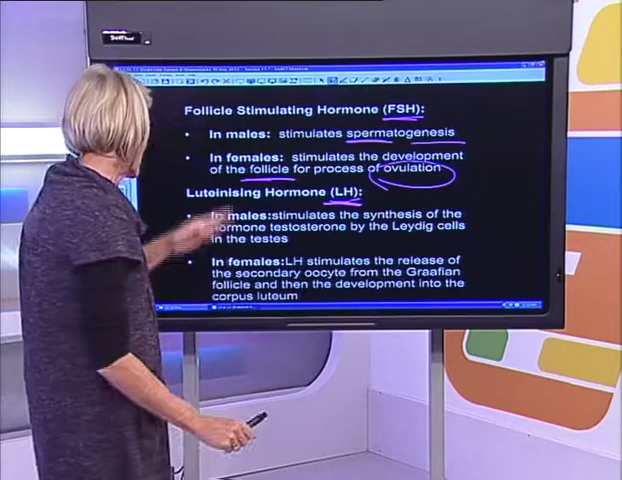 Follicle Stimulating Hormone (FSH):
• In males: stimulates spermatogenesis
• In females: stimulates the development
of the follicle for process of ovulation
Luteinising Hormone (LH):
• In males:stimulates the synthesis of the
hormone testosterone by the Leydig cells
in the testes
• In females:LH stimulates the release of
the secondary oocyte from the Graafian
follicle and then the development into the
corpus luteum